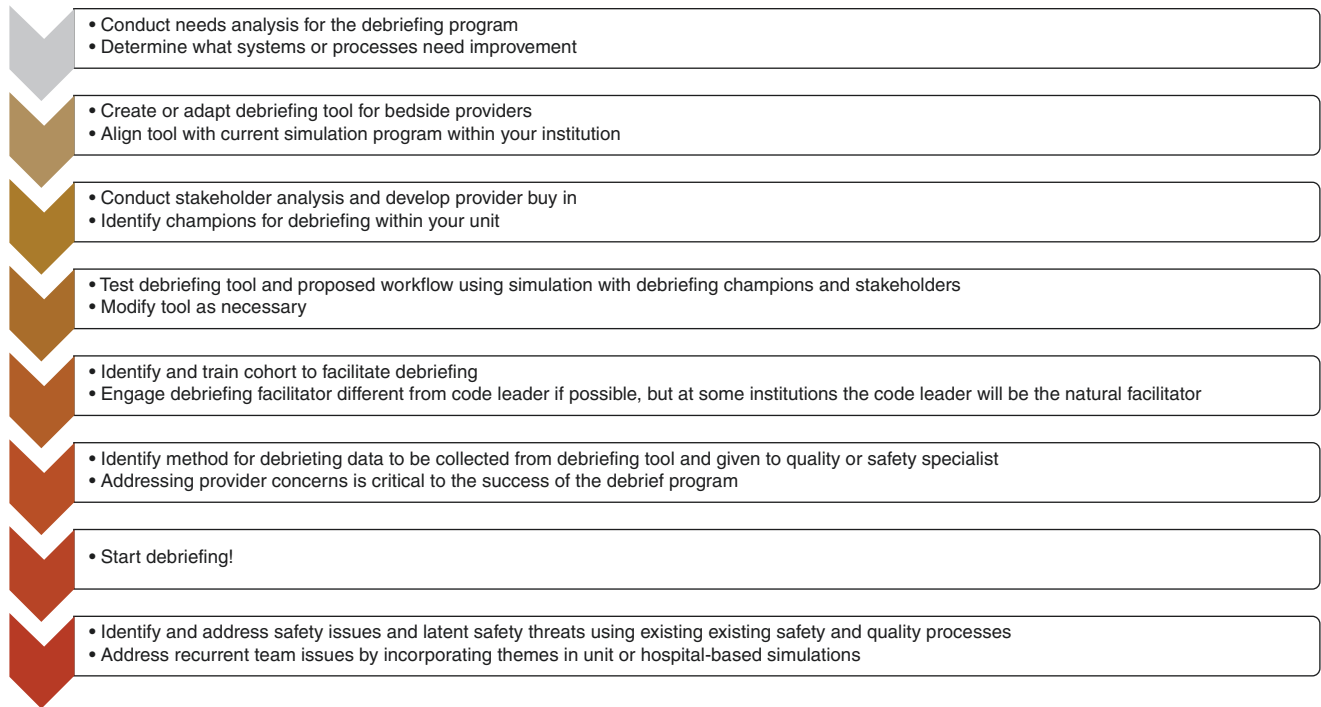 • Conduct needs analysis for the debriefing program
• Determine what systems or processes need improvement
• Create or adapt debriefing tool for bedside providers
• Align tool with current simulation program within your institution
• Conduct stakeholder analysis and develop provider buy in
• Identify champions for debriefing within your unit
• Test debriefing tool and proposed workflow using simulation with debriefing champions and stakeholders
• Modify tool as necessary
• Identify and train cohort to facilitate debriefing
• Engage debriefing facilitator different from code leader if possible, but at some institutions the code leader will be the natural facilitator
• Identify method for debrieting data to be collected from debriefing tool and given to quality or safety specialist
• Addressing provider concerns is critical to the success of the debrief program
• Start debriefing!
• Identify and address safety issues and latent safety threats using existing existing safety and quality processes
• Address recurrent team issues by incorporating themes in unit or hospital-based simulations